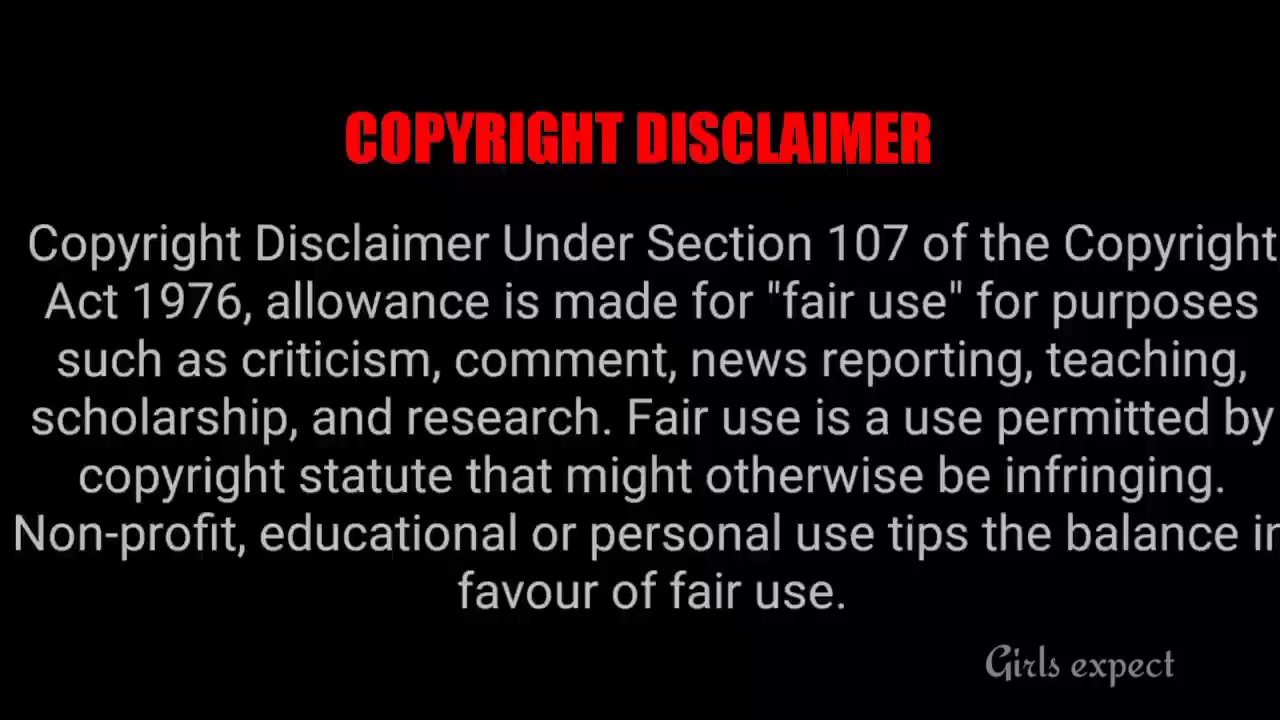 COPYRIGHT DISCLAIMER
Copyright Disclaimer Under Section 107 of the Copyright
Act 1976, allowance is made for "fair use" for purposes
such as criticism, comment, news reporting, teaching,
scholarship, and research. Fair use is a use permitted by
copyright statute that might otherwise be infringing.
Non-profit, educational or personal use tips the balance in
favour of fair use.
Girls expect